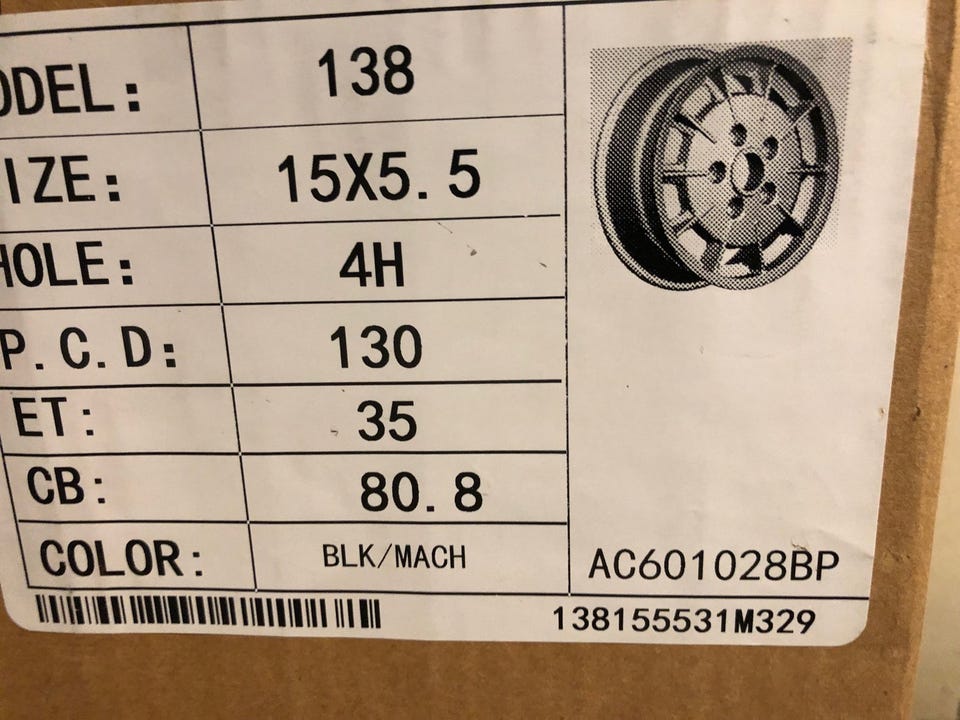 ODEL: 138
IZE: 15X5.5
HOLE: 4H
P.C.D: 130
ET: 35
CB: 80.8
COLOR: BLK/MACH AC601028BP
138155531M329